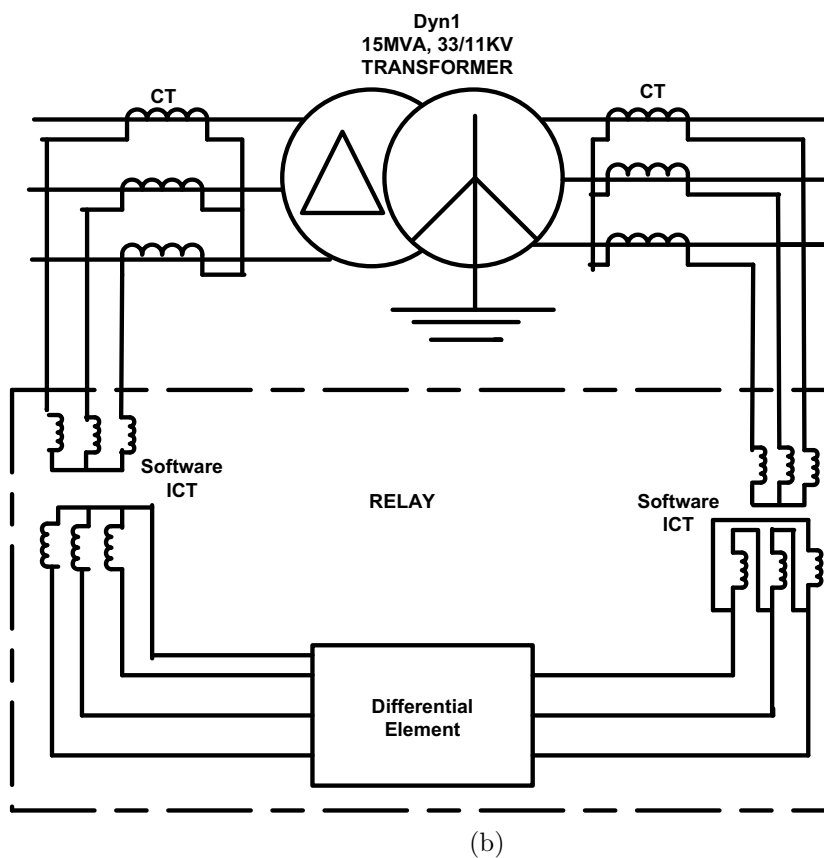 Dyn1
15MVA, 33/11KV
TRANSFORMER
CT
CT
Software
ICT
RELAY
Software
ICT
Differential
Element
(b)